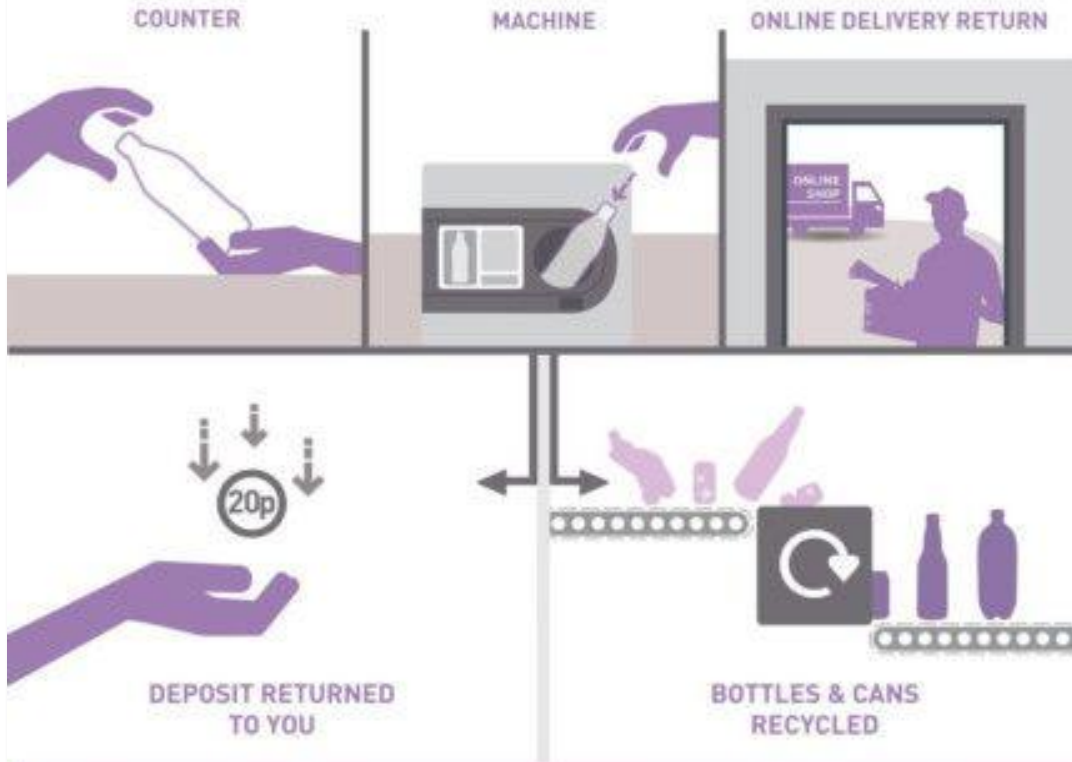 COUNTER
MACHINE
ONLINE DELIVERY RETURN
ONLINE
SHOP
20p
DEPOSIT RETURNED
TO YOU
BOTTLES & CANS
RECYCLED